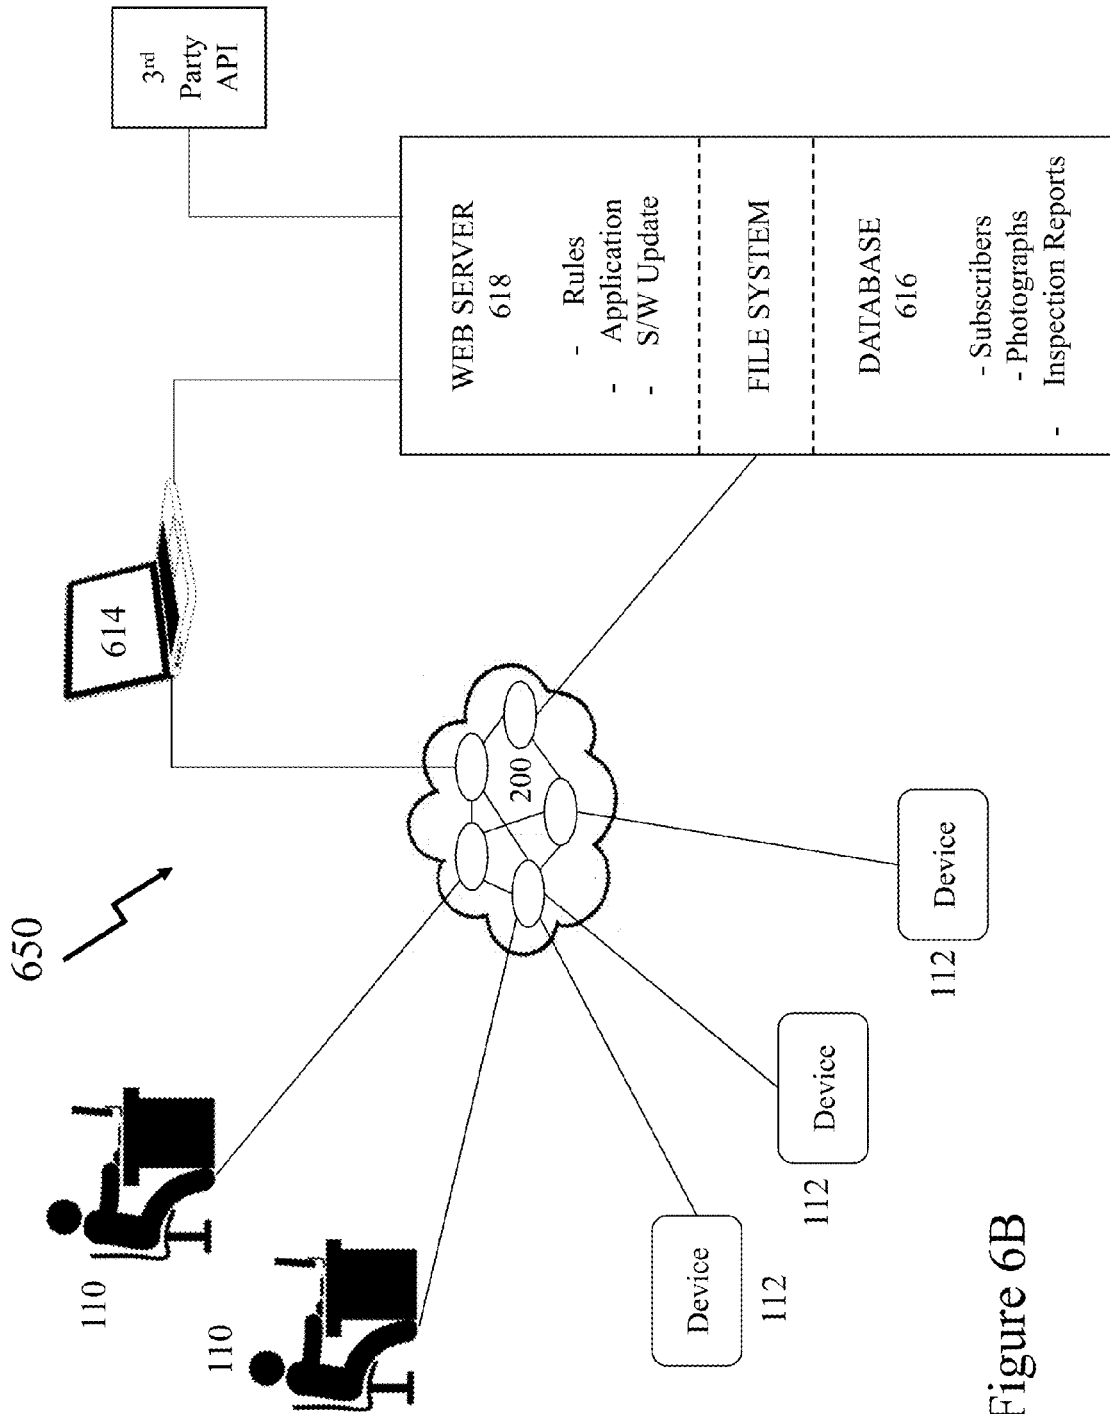 650
110
110
614
3rd
Party
API
200
WEB SERVER
618
- Rules
- Application
- S/W Update
FILE SYSTEM
DATABASE
616
- Subscribers
- Photographs
- Inspection Reports
Device
112
Device
112
Device
112
Figure 6B